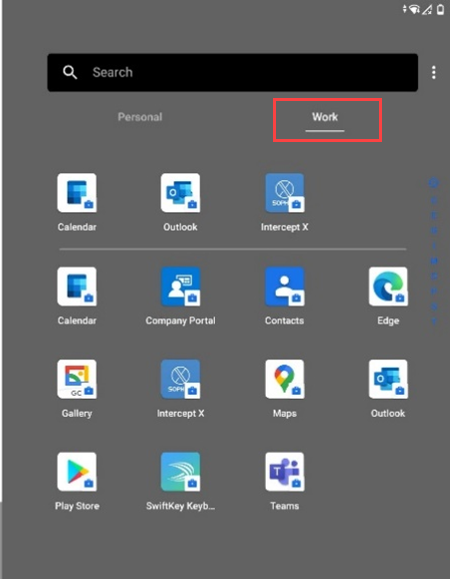 Search
Personal Work
Calendar Outlook Intercept X
Calendar Company Portal Contacts Edge
GC
Gallery Intercept X Maps Outlook
Play Store SwiftKey Keyb... Teams